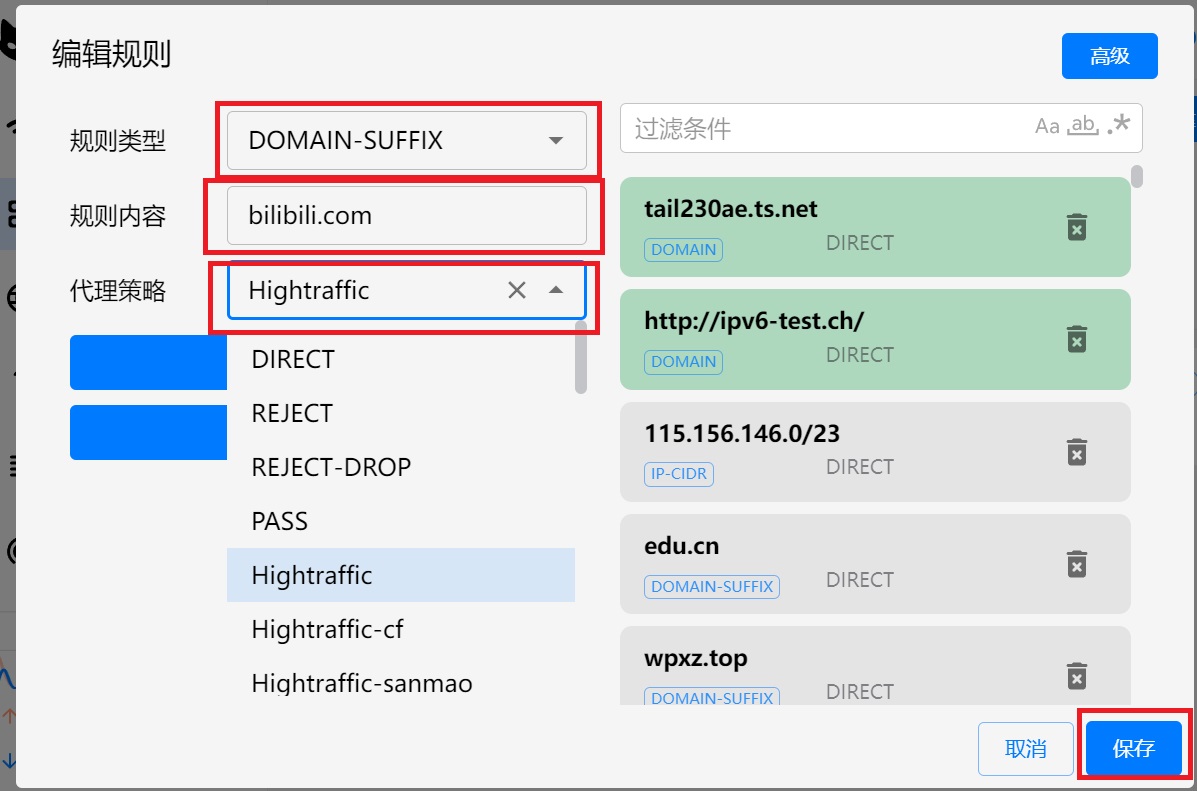 编辑规则
高级
规则类型
DOMAIN-SUFFIX
规则内容
bilibili.com
代理策略
Hightraffic
DIRECT
REJECT
REJECT-DROP
PASS
Hightraffic
Hightraffic-cf
Hightraffic-sanmao
过滤条件
Aa ab .*
tail230ae.ts.net
DOMAIN DIRECT
http://ipv6-test.ch/
DOMAIN DIRECT
115.156.146.0/23
IP-CIDR DIRECT
edu.cn
DOMAIN-SUFFIX DIRECT
wpxz.top
DOMAIN-SUFFIX DIRECT
取消
保存